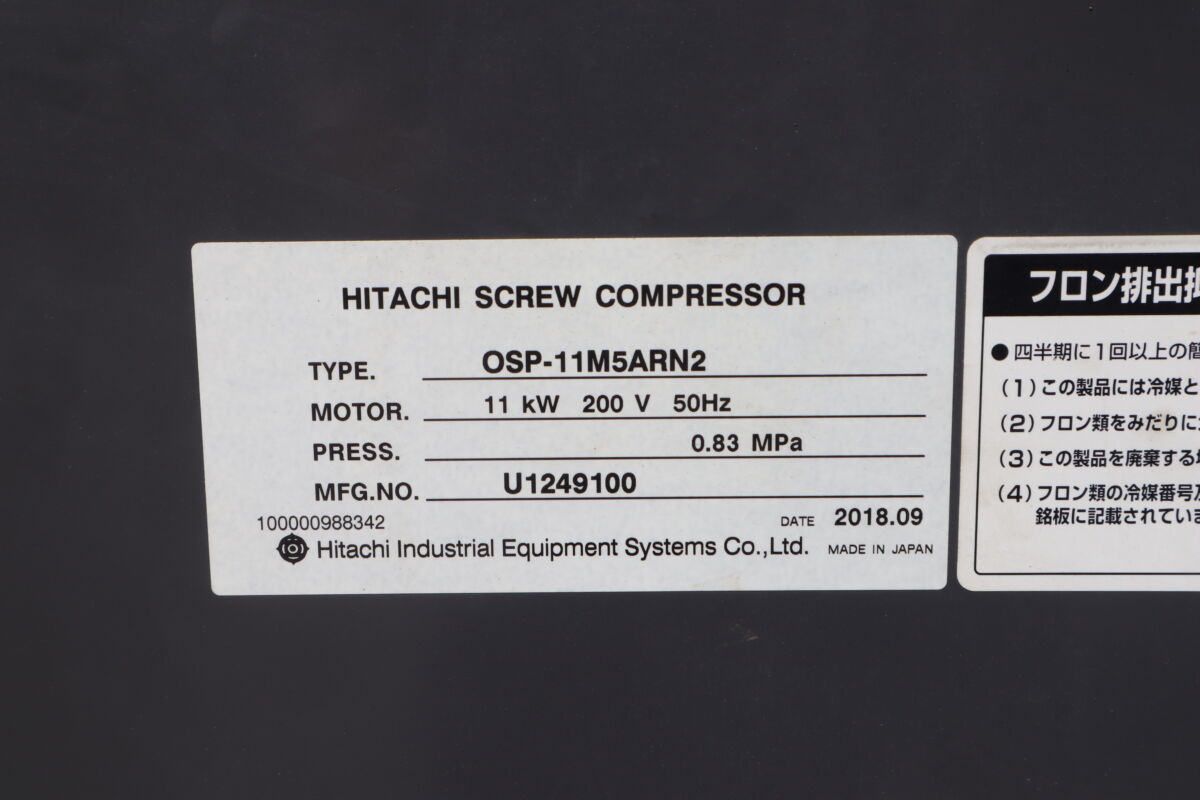 HITACHI SCREW COMPRESSOR
TYPE. OSP-11M5ARN2
MOTOR. 11 kW 200 V 50Hz
PRESS. 0.83 MPa
MFG.NO. U1249100
100000988342 DATE 2018.09
Hitachi Industrial Equipment Systems Co.,Ltd. MADE IN JAPAN
フロン排出
●四半期に1回以上の
(1)この製品には冷媒と
(2)フロン類をみだりに
(3)この製品を廃棄する
(4)フロン類の冷媒番号
銘板に記載されていま